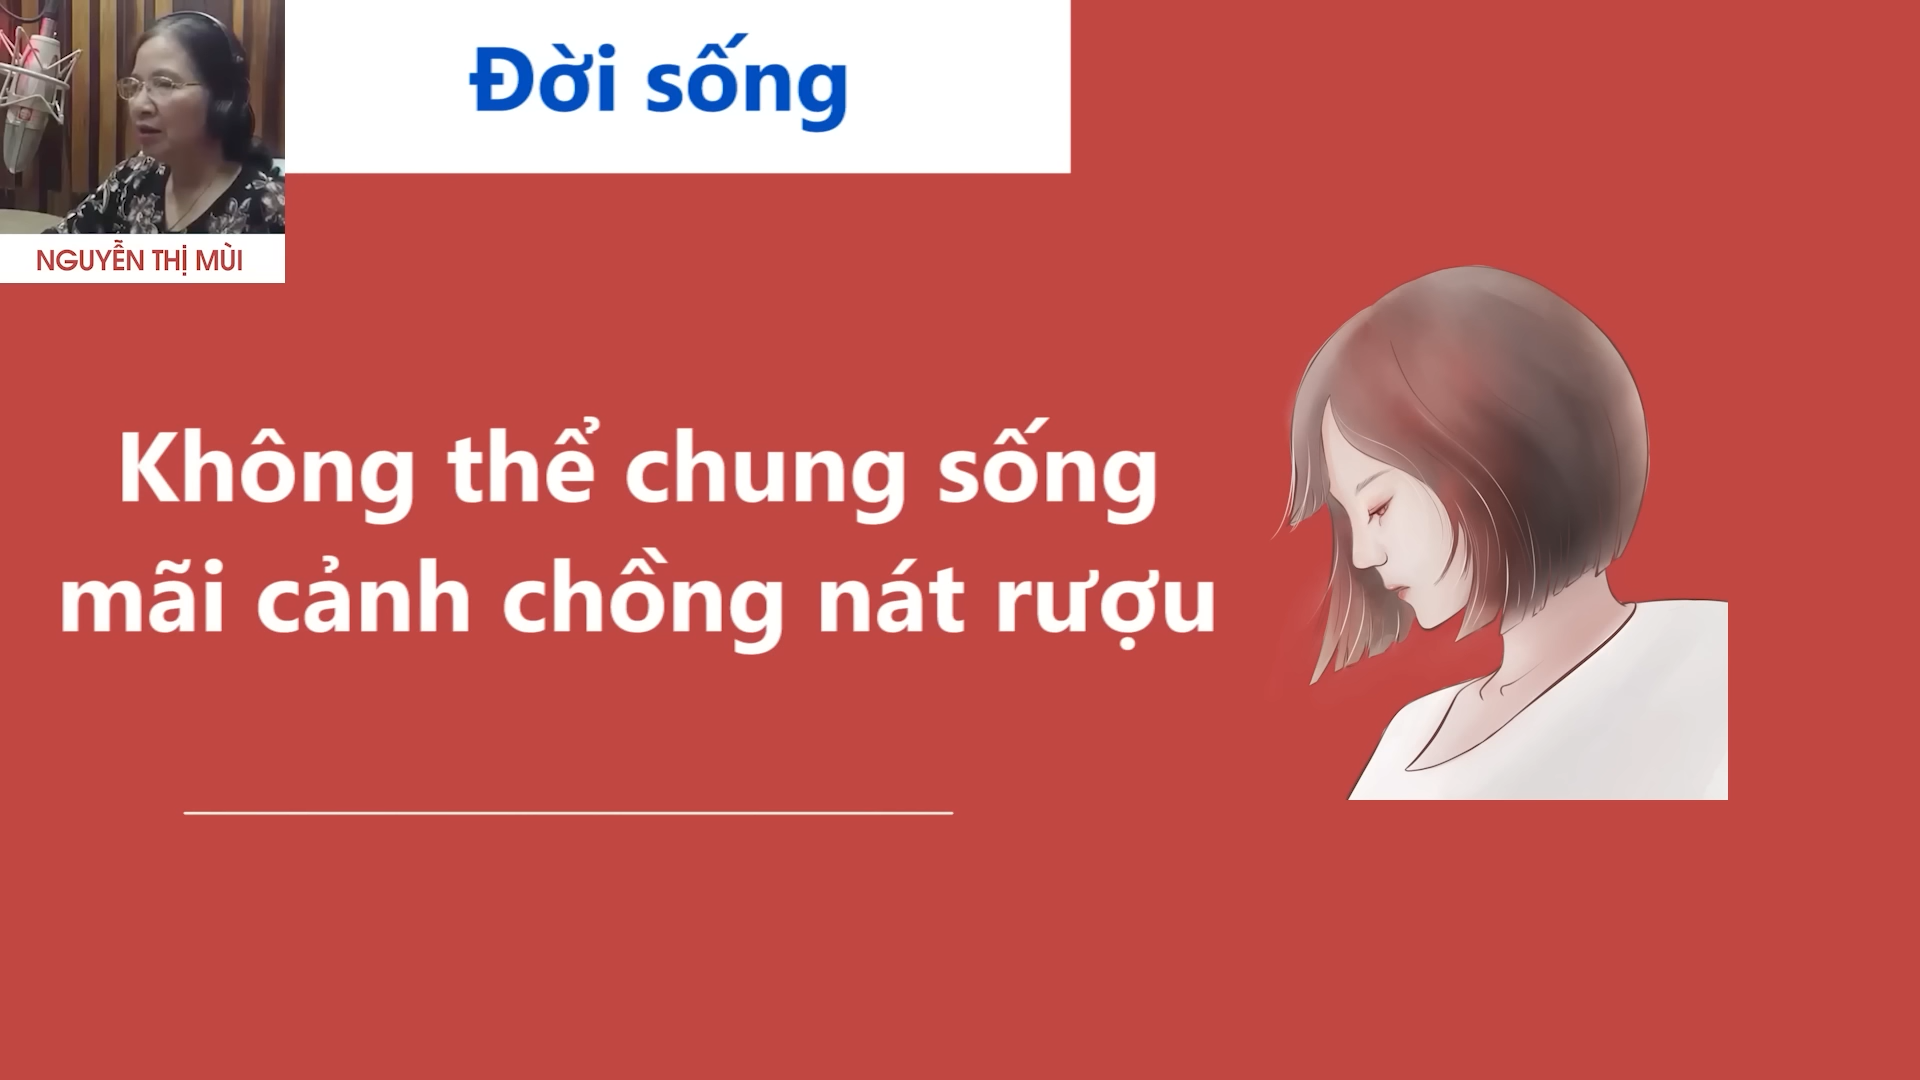 Đời sống
NGUYỄN THỊ MÙI
Không thể chung sống
mãi cảnh chồng nát rượu